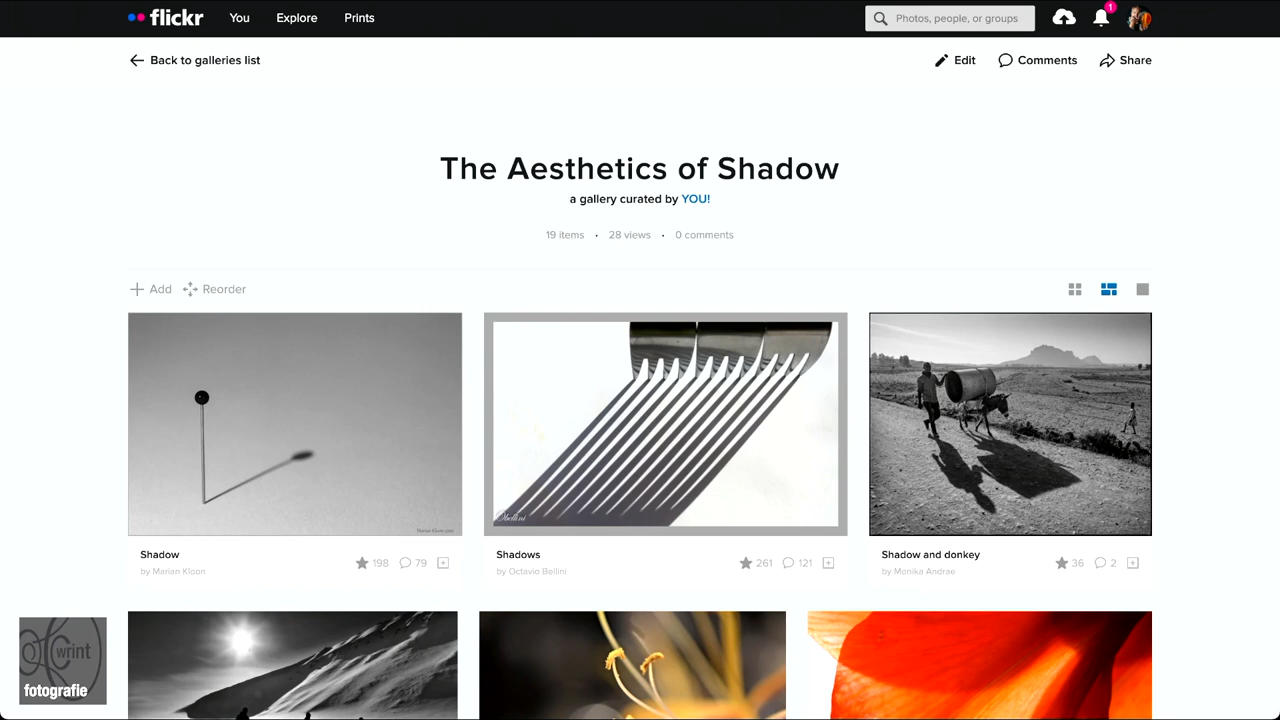 flickr You Explore Prints Photos, people, or groups 1
Back to galleries list Edit Comments Share
The Aesthetics of Shadow
a gallery curated by YOU!
19 items · 28 views · 0 comments
Add Reorder
Obellini
Shadow
by Marian Kloon
198 79
Shadows
by Octavio Bellini
261 121
Shadow and donkey
by Monika Andrae
36 2
wrint
fotografie